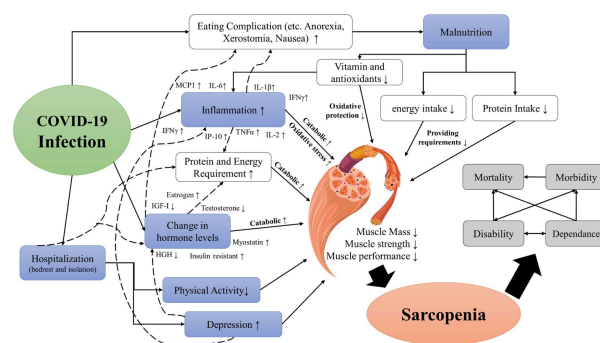 Eating Complication (etc. Anorexia,
Xerostomia, Nausea) ↑
Malnutrition
MCP1 ↑ IL-6↑ IL-1β↑
IFNγ↑
Vitamin and
antioxidants ↓
COVID-19
Infection
Inflammation ↑
Catabolic ↑
Oxidative stress ↑
Oxidative
protection↓
energy intake ↓
Protein Intake ↓
IFNγ ↑
IP-10 ↑ TNFα ↑ IL-2 ↑
Providing
requirements ↓
Protein and Energy
Requirement ↑
Catabolic ↑
Mortality
Morbidity
Estrogen ↑
IGF-I ↓ Testosterone ↓
Change in
hormone levels
Catabolic ↑
Myostatin ↑
HGH ↓ Insulin resistant ↑
Muscle Mass ↓
Muscle strength ↓
Muscle performance ↓
Disability
Dependance
Hospitalization
(bedrest and isolation)
Physical Activity↓
Depression ↑
Sarcopenia